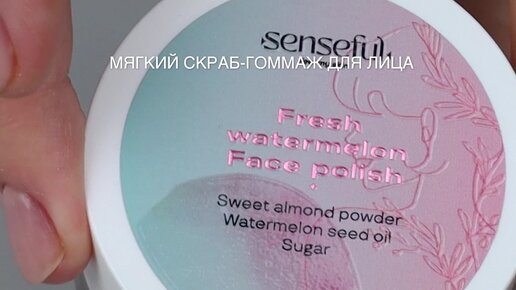 senseful
МЯГКИЙ СКРАБ-ГОММАЖ ДЛЯ ЛИЦА
Fresh
watermelon
Face polish
Sweet almond powder
Watermelon seed oil
Sugar